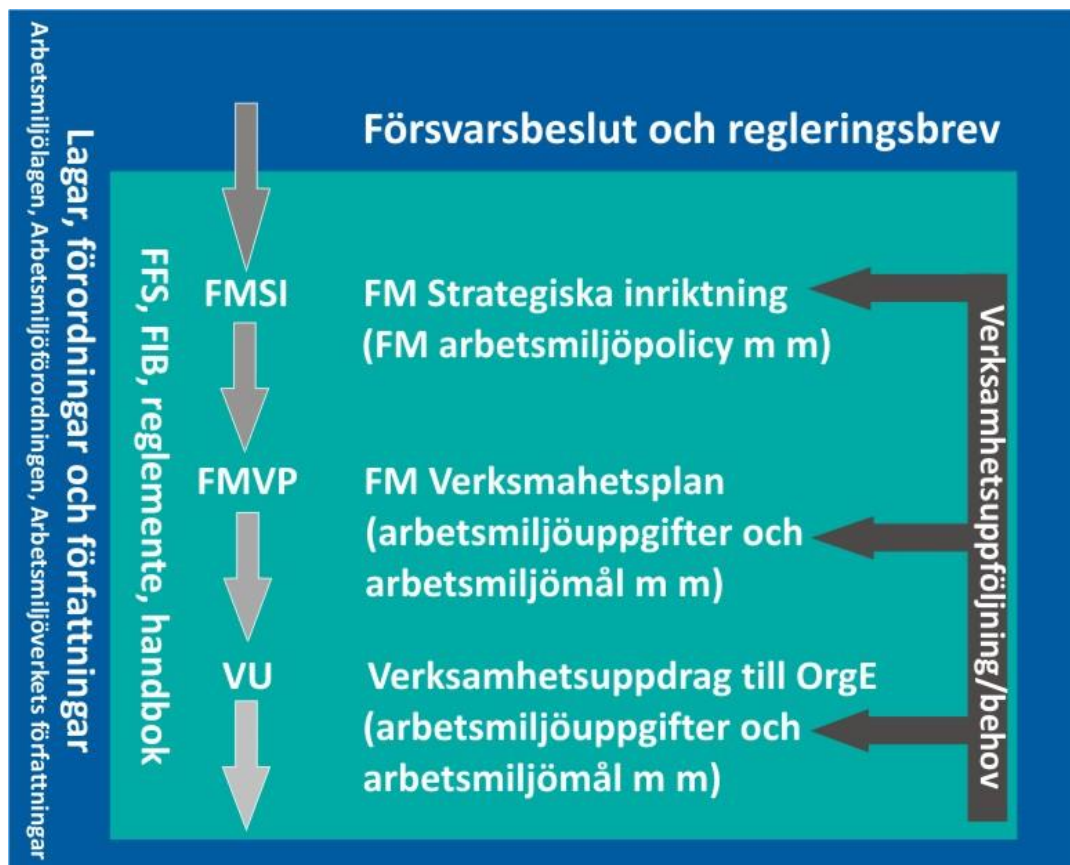 Arbetsmiljölagen, Arbetsmiljöförordningen, Arbetsmiljöverkets författningar
Lagar, förordningar och författningar
Försvarsbeslut och regleringsbrev
FFS, FIB, reglemente, handbok
FMSI
FM Strategiska inriktning
(FM arbetsmiljöpolicy m m)
FMVP
FM Verksmahetsplan
(arbetsmiljöuppgifter och
arbetsmiljömål m m)
VU
Verksamhetsuppdrag till OrgE
(arbetsmiljöuppgifter och
arbetsmiljömål m m)
Verksamhetsuppföljning/behov